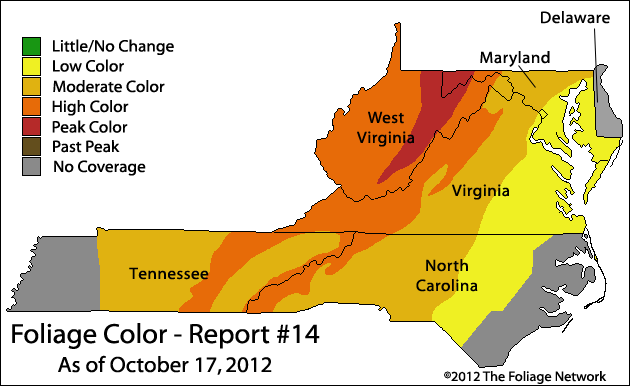 Delaware
Maryland
Little/No Change
Low Color
Moderate Color
High Color
Peak Color
Past Peak
No Coverage
West
Virginia
Virginia
Tennessee
North
Carolina
Foliage Color - Report #14
As of October 17, 2012
©2012 The Foliage Network